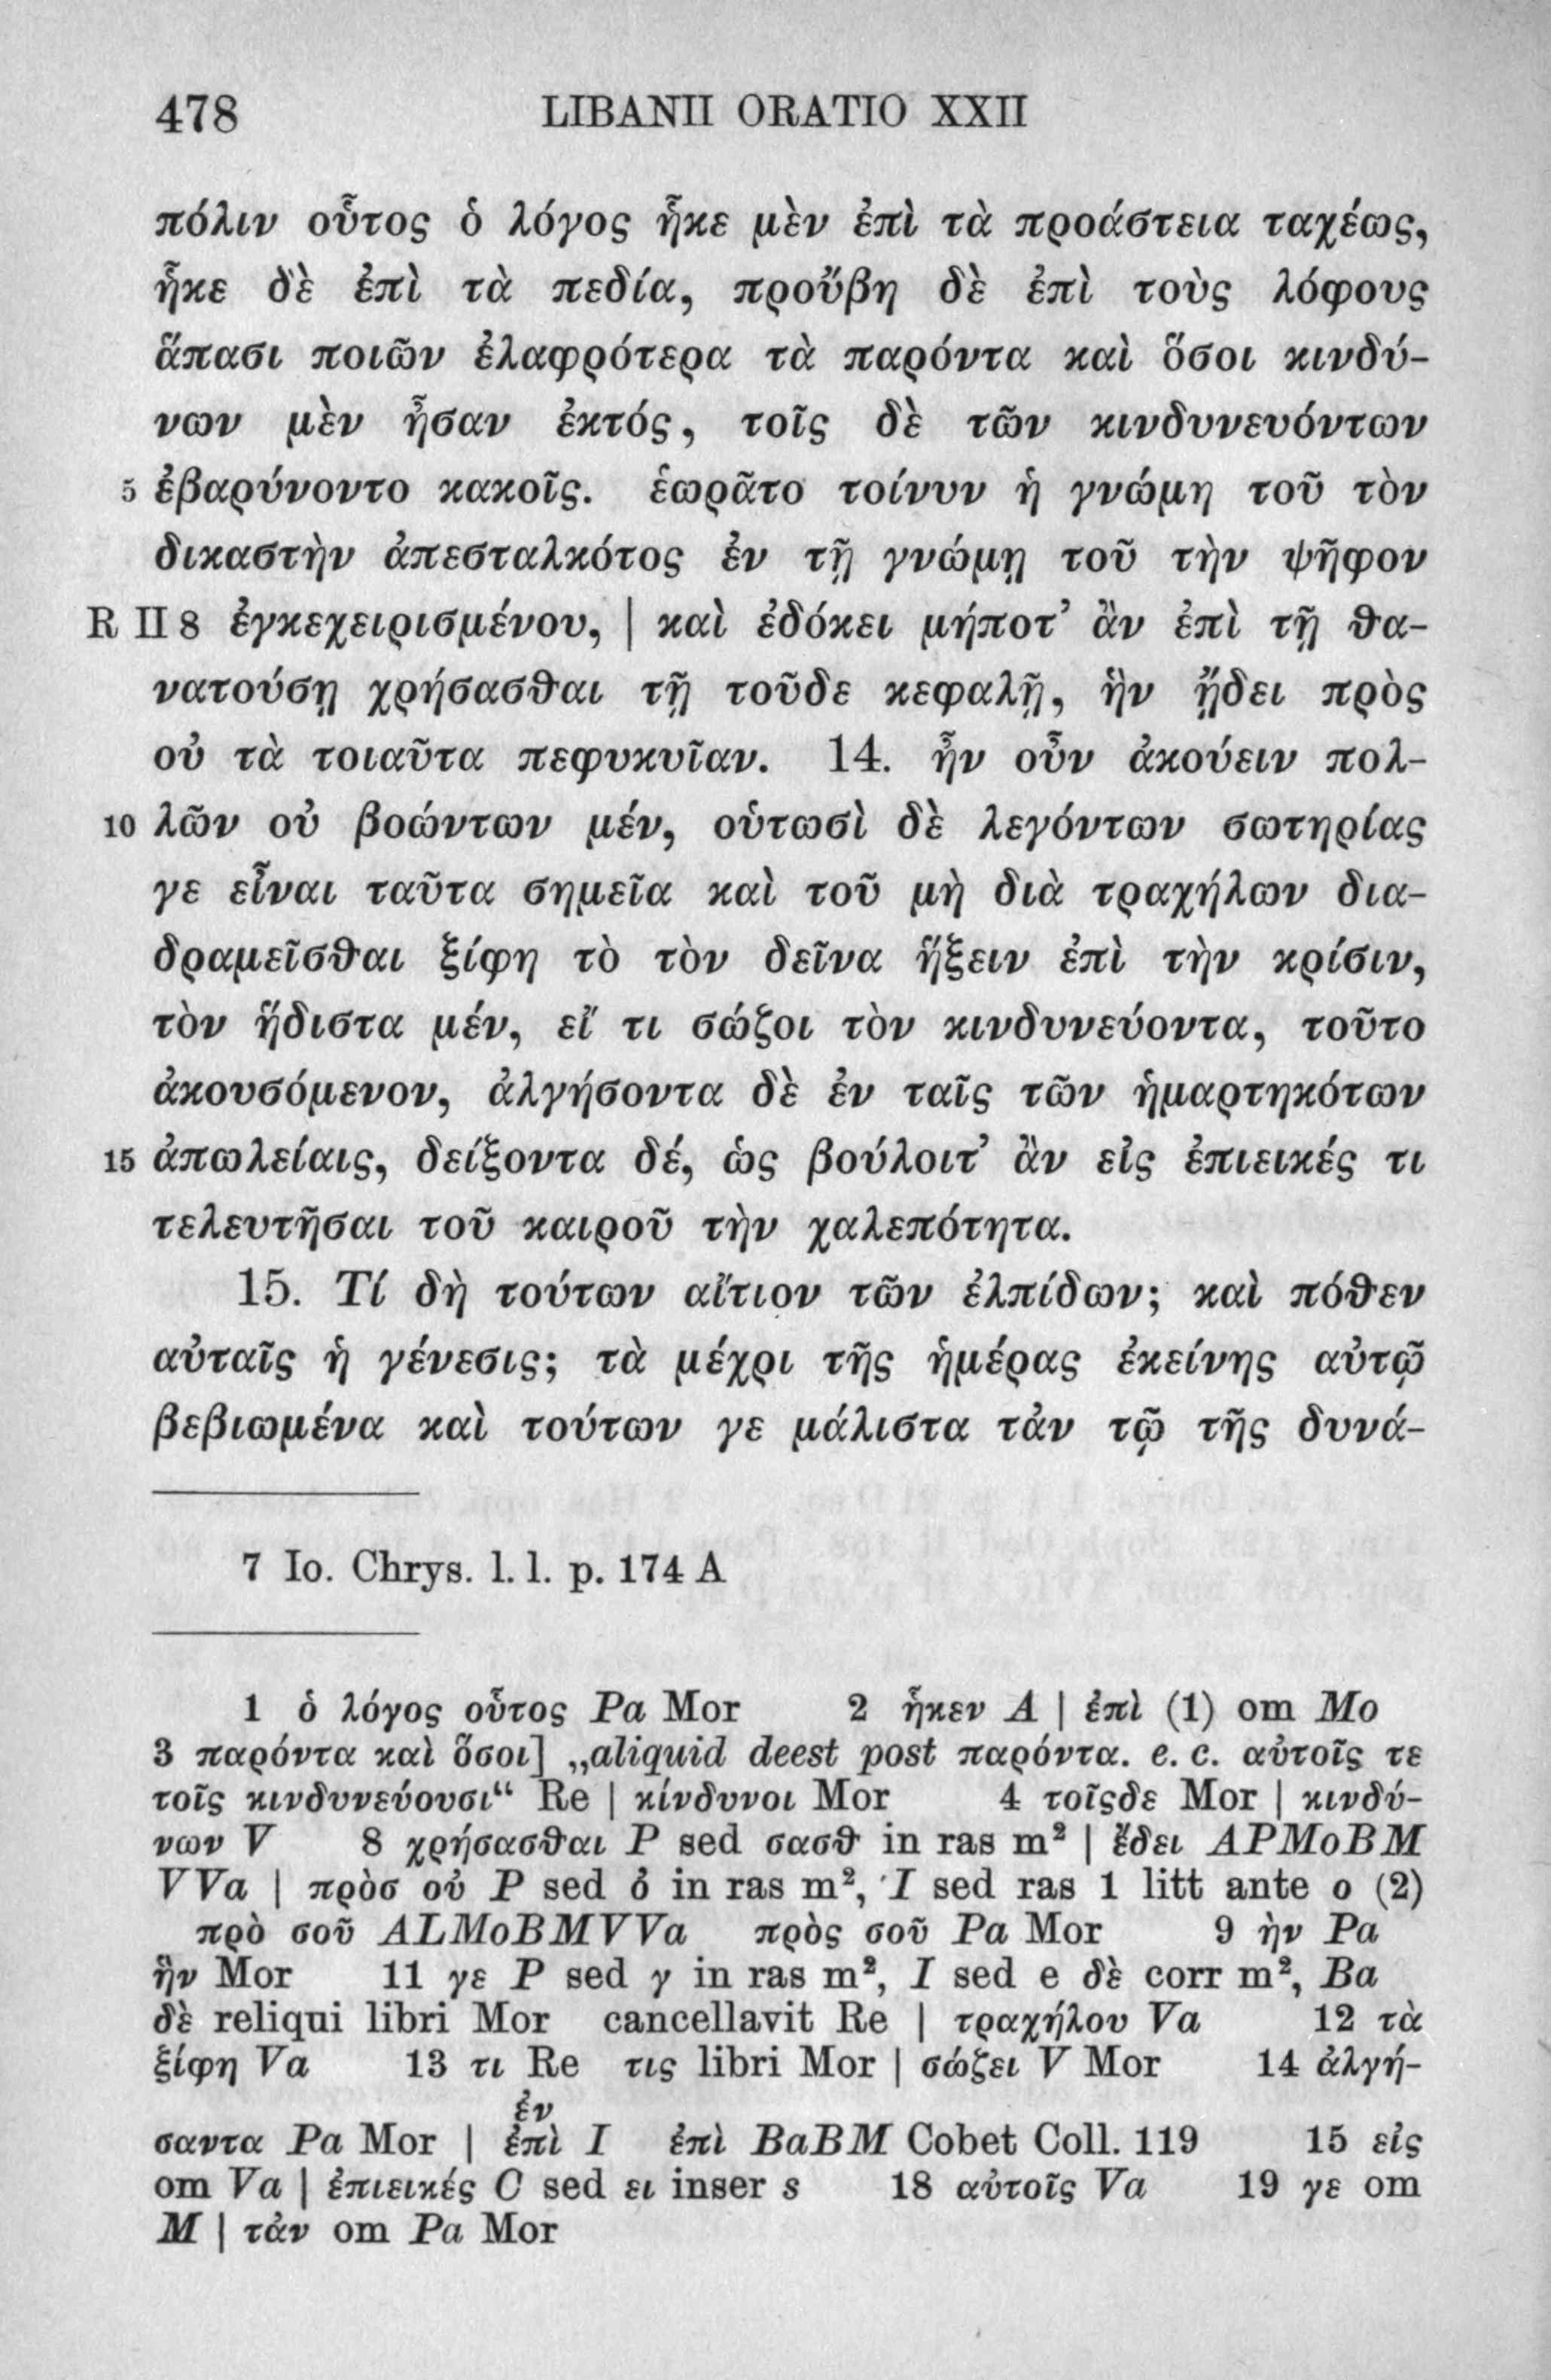 478 LIBANII ORATIO XXII
πόλιν οὗτος ὁ λόγος ἧκε μὲν ἐπὶ τὰ προάστεια ταχέως,
ἧκε δὲ ἐπὶ τὰ πεδία, προὔβη δὲ ἐπὶ τοὺς λόφους
ἅπασι ποιῶν ἐλαφρότερα τὰ παρόντα καὶ ὅσοι κινδύ-
νων μὲν ἦσαν ἐκτός, τοῖς δὲ τῶν κινδυνευόντων
5 ἐβαρύνοντο κακοῖς. ἑωρᾶτο τοίνυν ἡ γνώμη τοῦ τὸν
δικαστὴν ἀπεσταλκότος ἐν τῇ γνώμῃ τοῦ τὴν ψῆφον
R II 8 ἐγκεχειρισμένου, | καὶ ἐδόκει μήποτ’ ἂν ἐπὶ τῇ θα-
νατούσῃ χρήσασθαι τῇ τοῦδε κεφαλῇ, ἣν ᾔδει πρὸς
οὐ τὰ τοιαῦτα πεφυκυῖαν. 14. ἦν οὖν ἀκούειν πολ-
10 λῶν οὐ βοώντων μέν, οὑτωσὶ δὲ λεγόντων σωτηρίας
γε εἶναι ταῦτα σημεῖα καὶ τοῦ μὴ διὰ τραχήλων δια-
δραμεῖσθαι ξίφη τὸ τὸν δεῖνα ἥξειν ἐπὶ τὴν κρίσιν,
τὸν ἥδιστα μέν, εἴ τι σώζοι τὸν κινδυνεύοντα, τοῦτο
ἀκουσόμενον, ἀλγήσοντα δὲ ἐν ταῖς τῶν ἡμαρτηκότων
15 ἀπωλείαις, δείξοντα δέ, ὡς βούλοιτ’ ἂν εἰς ἐπιεικές τι
τελευτῆσαι τοῦ καιροῦ τὴν χαλεπότητα.
15. Τί δὴ τούτων αἴτιον τῶν ἐλπίδων; καὶ πόθεν
αὐταῖς ἡ γένεσις; τὰ μέχρι τῆς ἡμέρας ἐκείνης αὐτῷ
βεβιωμένα καὶ τούτων γε μάλιστα τἀν τῷ τῆς δυνά-
7 Io. Chrys. l. l. p. 174 A
1 ὁ λόγος οὗτος Pa Mor 2 ἧκεν A | ἐπὶ (1) om Mo
3 παρόντα καὶ ὅσοι] „aliquid deest post παρόντα. e. c. αὐτοῖς τε
τοῖς κινδυνεύουσι“ Re | κίνδυνοι Mor 4 τοῖςδε Mor | κινδύ-
νων V 8 χρήσασθαι P sed σασθ in ras m² | ἔδει APMoBM
VVa | πρὸσ οὐ P sed ὀ in ras m², I sed ras 1 litt ante ο (2)
πρὸ σοῦ ALMoBMVVa πρὸς σοῦ Pa Mor 9 ἡν Pa
ἣν Mor 11 γε P sed γ in ras m², I sed e δὲ corr m², Ba
δὲ reliqui libri Mor cancellavit Re | τραχήλου Va 12 τὰ
ξίφη Va 13 τι Re τις libri Mor | σώζει V Mor 14 ἀλγή-
ἐν
σαντα Pa Mor | ἐπὶ I ἐπὶ BaBM Cobet Coll. 119 15 εἰς
om Va | ἐπιεικές C sed ει inser s 18 αὐτοῖς Va 19 γε om
M | τἀν om Pa Mor